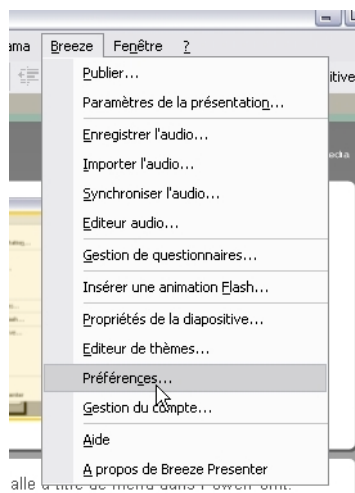 ama Breeze Fenêtre ?
Publier...
itive
Paramètres de la présentation...
Enregistrer l'audio...
Importer l'audio...
Synchroniser l'audio...
Editeur audio...
Gestion de questionnaires...
Insérer une animation Flash...
Propriétés de la diapositive...
Editeur de thèmes...
Préférences...
Gestion du compte...
Aide
A propos de Breeze Presenter